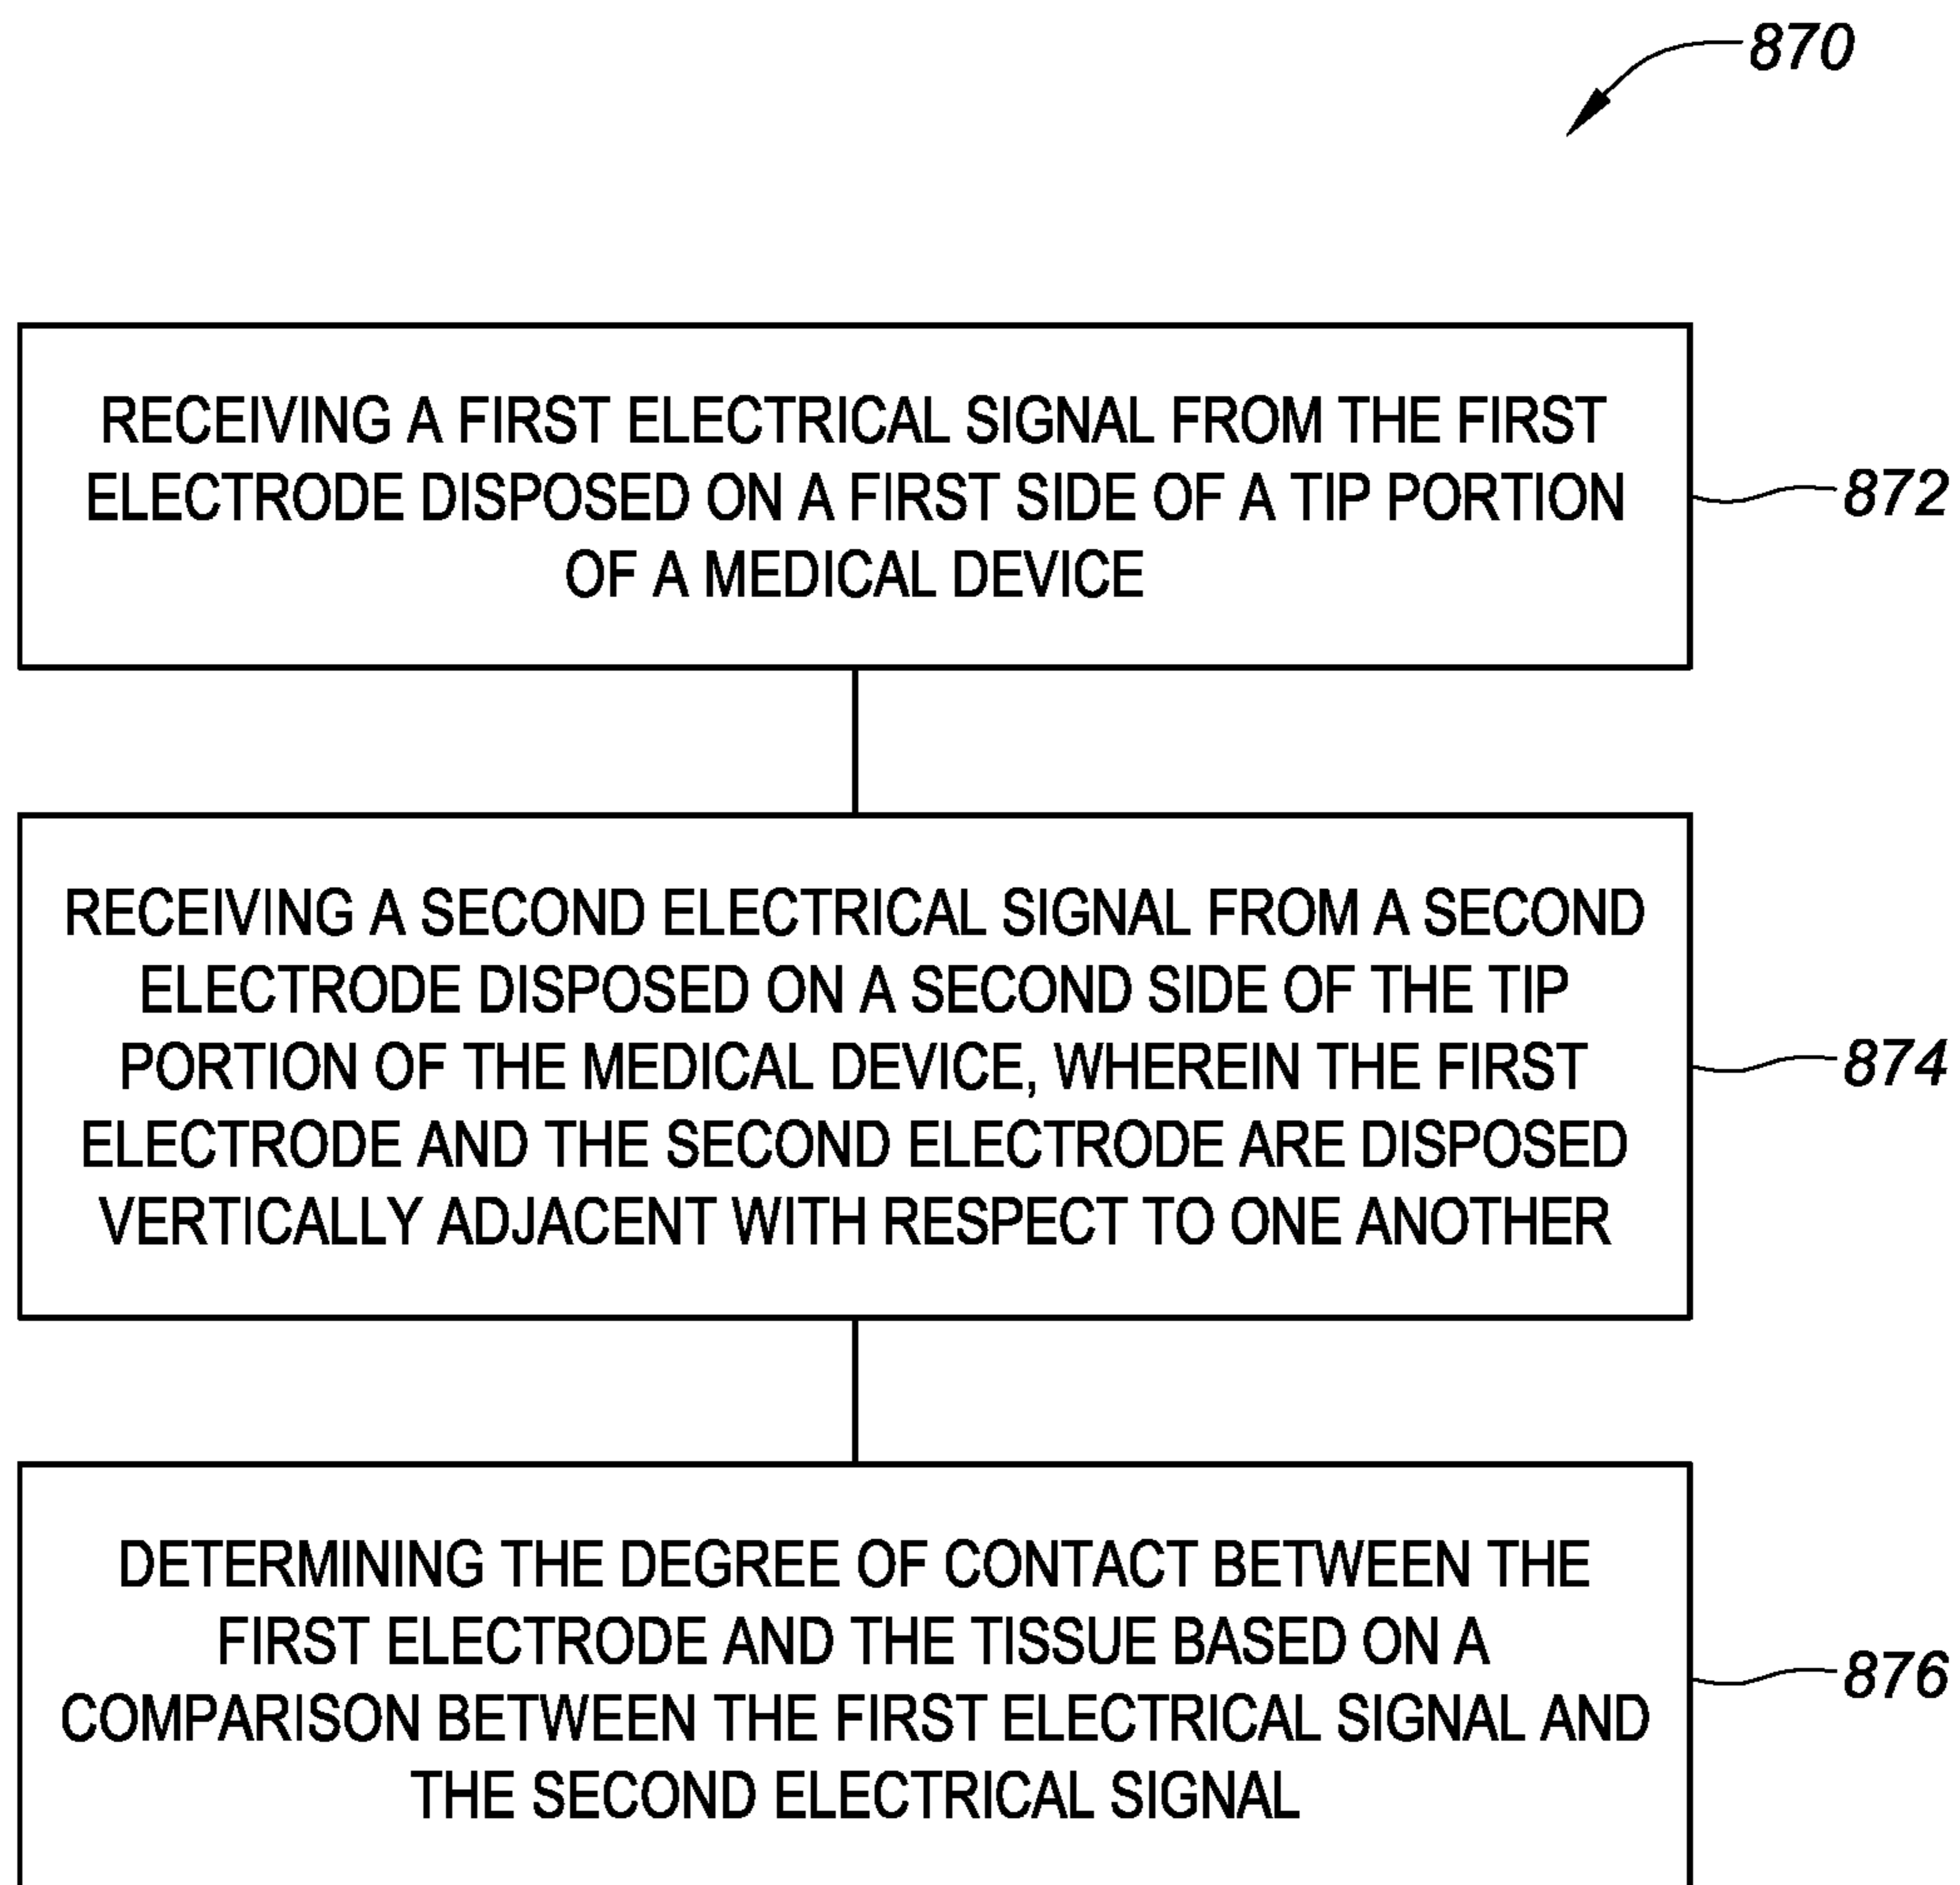 870
RECEIVING A FIRST ELECTRICAL SIGNAL FROM THE FIRST
ELECTRODE DISPOSED ON A FIRST SIDE OF A TIP PORTION
OF A MEDICAL DEVICE
872
RECEIVING A SECOND ELECTRICAL SIGNAL FROM A SECOND
ELECTRODE DISPOSED ON A SECOND SIDE OF THE TIP
PORTION OF THE MEDICAL DEVICE, WHEREIN THE FIRST
ELECTRODE AND THE SECOND ELECTRODE ARE DISPOSED
VERTICALLY ADJACENT WITH RESPECT TO ONE ANOTHER
874
DETERMINING THE DEGREE OF CONTACT BETWEEN THE
FIRST ELECTRODE AND THE TISSUE BASED ON A
COMPARISON BETWEEN THE FIRST ELECTRICAL SIGNAL AND
THE SECOND ELECTRICAL SIGNAL
876